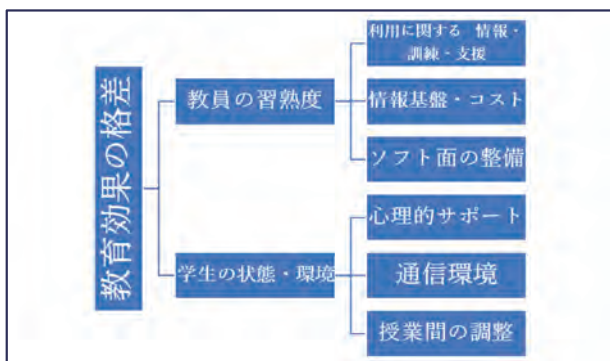 教育効果の格差
教員の習熟度
利用に関する 情報・
訓練・支援
情報基盤・コスト
ソフト面の整備
学生の状態・環境
心理的サポート
通信環境
授業間の調整